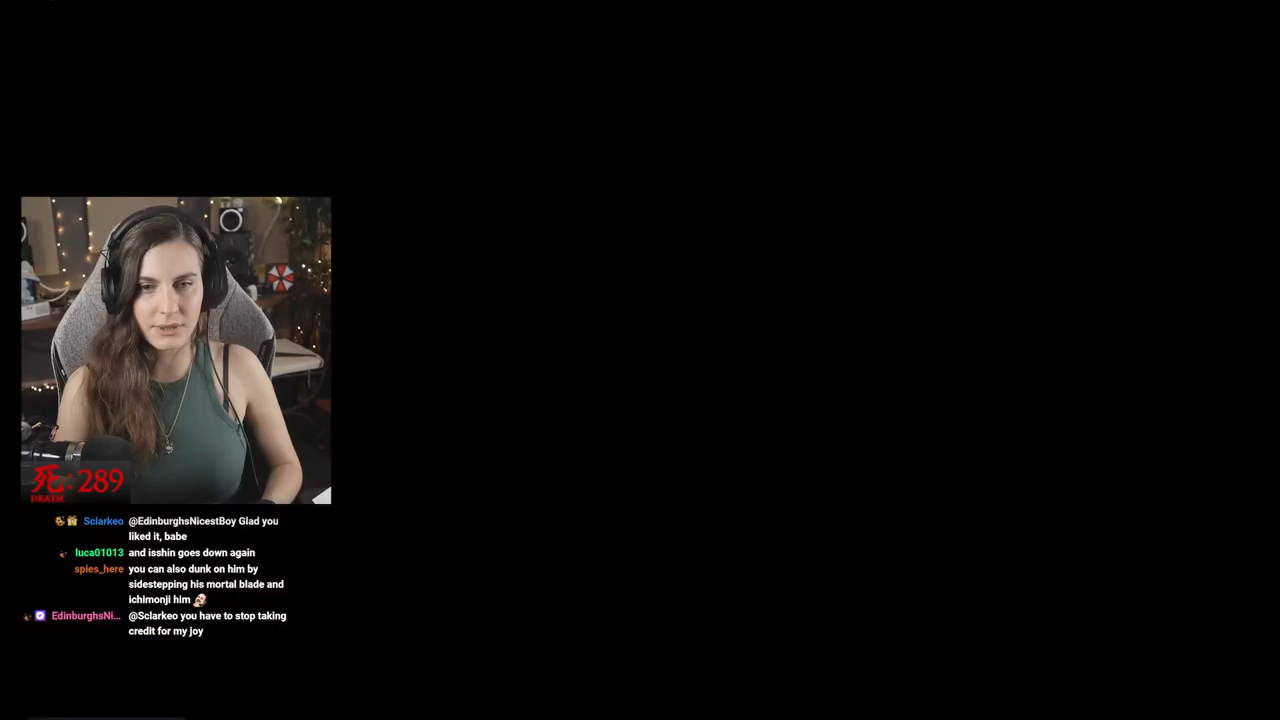 死:289
DEATH
Sclarkeo @EdinburghsNicestBoy Glad you
liked it, babe
luca01013 and isshin goes down again
spies_here you can also dunk on him by
sidestepping his mortal blade and
ichimonji him
EdinburghsNi... @Sclarkeo you have to stop taking
credit for my joy